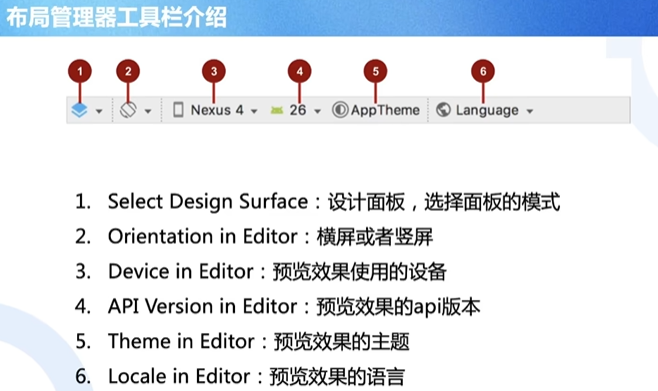 布局管理器工具栏介绍
1 2 3 4 5 6
Nexus 4 26 AppTheme Language
1. Select Design Surface：设计面板，选择面板的模式
2. Orientation in Editor：横屏或者竖屏
3. Device in Editor：预览效果使用的设备
4. API Version in Editor：预览效果的api版本
5. Theme in Editor：预览效果的主题
6. Locale in Editor：预览效果的语言